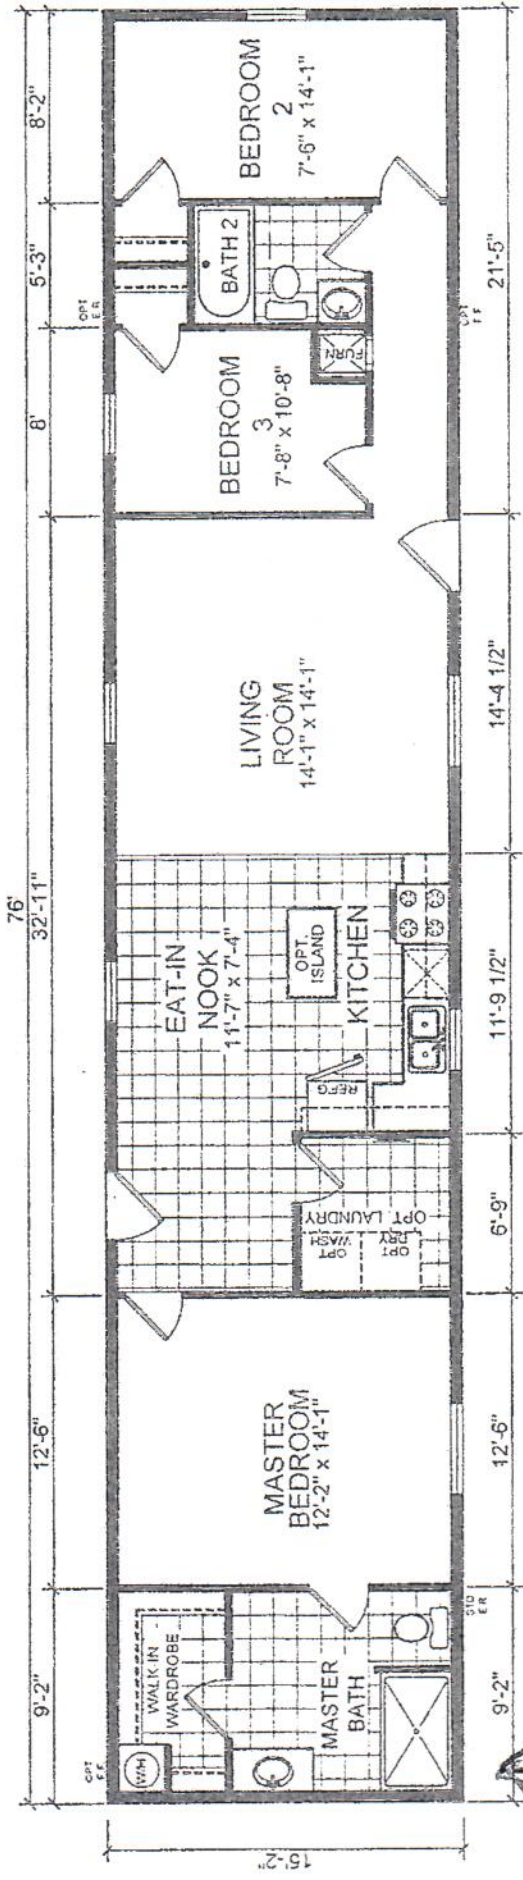 76'
9'-2"
12'-6"
32'-11"
8'
5'-3"
8'-2"
OPT
F.F.
OPT
E.R.
WALK-IN
WARDROBE
W/H
MASTER
BATH
MASTER
BEDROOM
12'-2" x 14'-1"
EAT-IN
NOOK
11'-7" x 7'-4"
OPT.
ISLAND
KITCHEN
REFG
OPT LAUNDRY
OPT
WASH
OPT
DRY
LIVING
ROOM
14'-1" x 14'-1"
BEDROOM
3
7'-8" x 10'-8"
FURN
BATH 2
BEDROOM
2
7'-6" x 14'-1"
STD
E.R.
OPT
F.F.
15'-2"
9'-2"
12'-6"
6'-9"
11'-9 1/2"
14'-4 1/2"
21'-5"